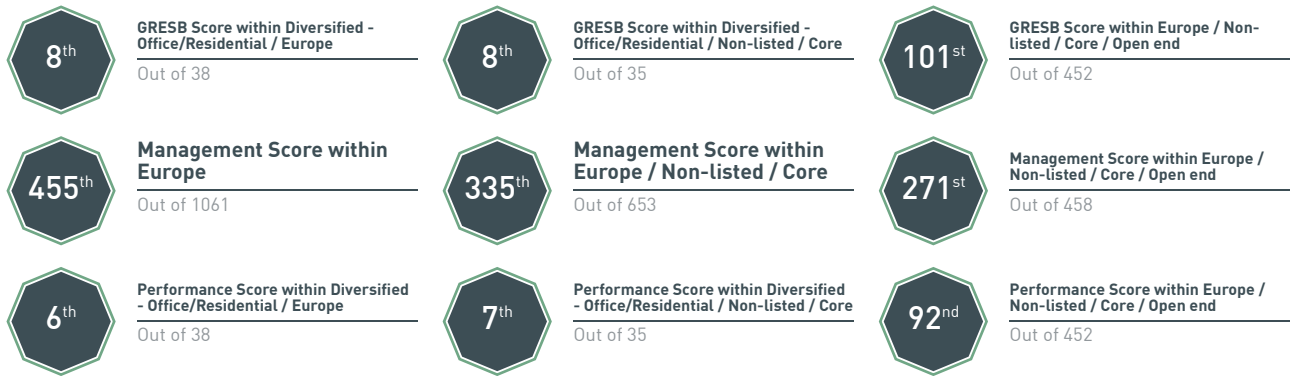 8th
GRESB Score within Diversified -
Office/Residential / Europe
Out of 38
8th
GRESB Score within Diversified -
Office/Residential / Non-listed / Core
Out of 35
101st
GRESB Score within Europe / Non-
listed / Core / Open end
Out of 452
455th
Management Score within
Europe
Out of 1061
335th
Management Score within
Europe / Non-listed / Core
Out of 653
271st
Management Score within Europe /
Non-listed / Core / Open end
Out of 458
6th
Performance Score within Diversified
- Office/Residential / Europe
Out of 38
7th
Performance Score within Diversified
- Office/Residential / Non-listed / Core
Out of 35
92nd
Performance Score within Europe /
Non-listed / Core / Open end
Out of 452